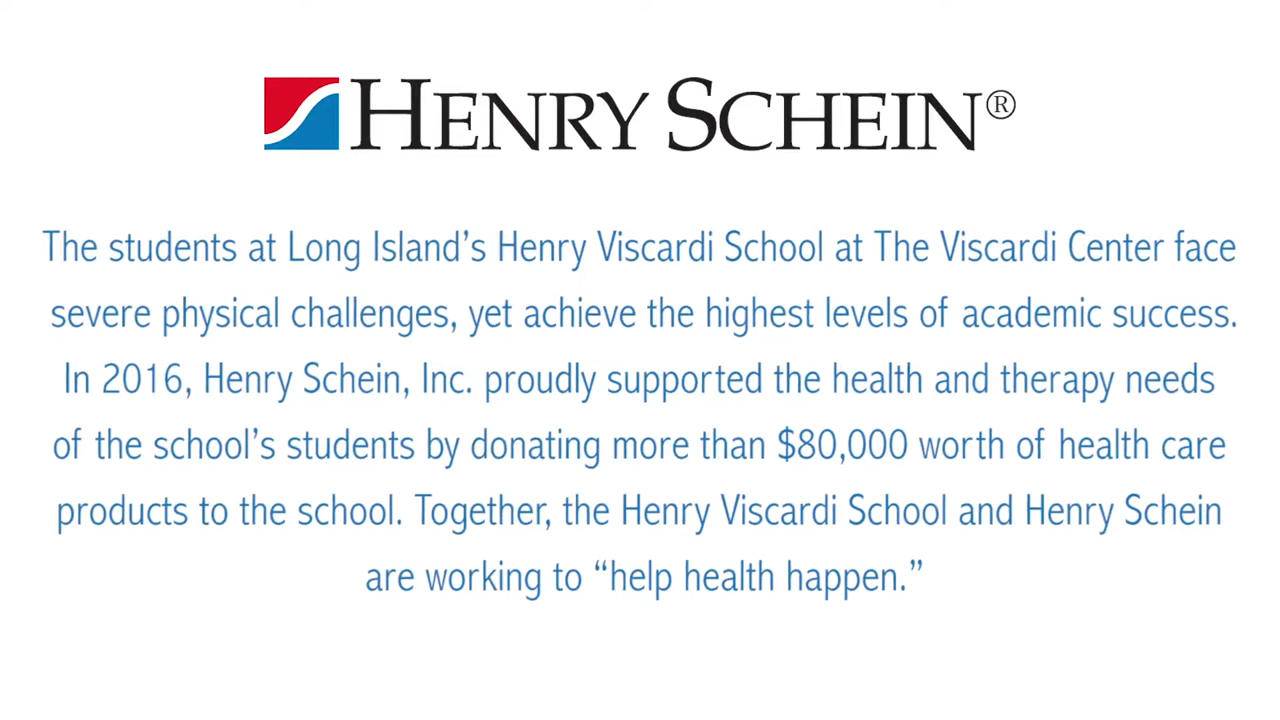 HENRY SCHEIN®
The students at Long Island’s Henry Viscardi School at The Viscardi Center face
severe physical challenges, yet achieve the highest levels of academic success.
In 2016, Henry Schein, Inc. proudly supported the health and therapy needs
of the school’s students by donating more than $80,000 worth of health care
products to the school. Together, the Henry Viscardi School and Henry Schein
are working to “help health happen.”